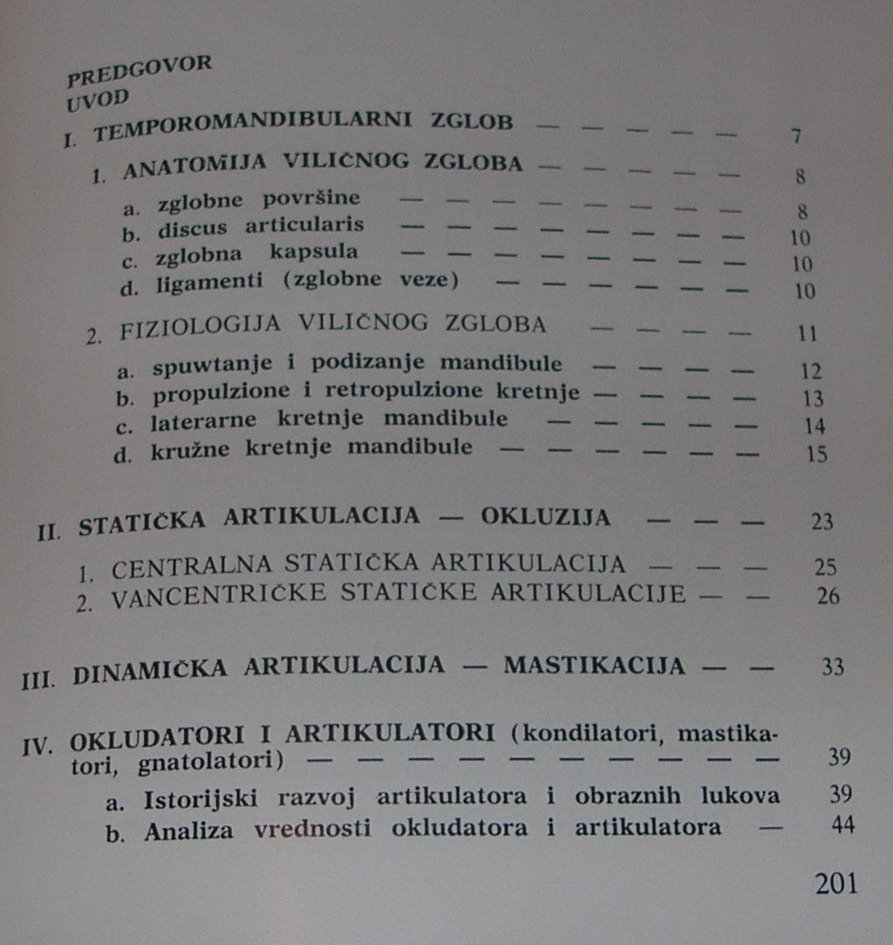 PREDGOVOR
UVOD
I. TEMPOROMANDIBULARNI ZGLOB — — — — — 7
1. ANATOMIJA VILIČNOG ZGLOBA — — — — — 8
a. zglobne površine — — — — — — — — 8
b. discus articularis — — — — — — — — 10
c. zglobna kapsula — — — — — — — — 10
d. ligamenti (zglobne veze) — — — — — — 10
2. FIZIOLOGIJA VILIČNOG ZGLOBA — — — — 11
a. spuwtanje i podizanje mandibule — — — — 12
b. propulzione i retropulzione kretnje — — — — 13
c. laterarne kretnje mandibule — — — — — 14
d. kružne kretnje mandibule — — — — — — 15
II. STATIČKA ARTIKULACIJA — OKLUZIJA — — — 23
1. CENTRALNA STATIČKA ARTIKULACIJA — — — 25
2. VANCENTRIČKE STATIČKE ARTIKULACIJE — — 26
III. DINAMIČKA ARTIKULACIJA — MASTIKACIJA — — 33
IV. OKLUDATORI I ARTIKULATORI (kondilatori, mastika-
tori, gnatolatori) — — — — — — — — — — 39
a. Istorijski razvoj artikulatora i obraznih lukova 39
b. Analiza vrednosti okludatora i artikulatora — 44
201